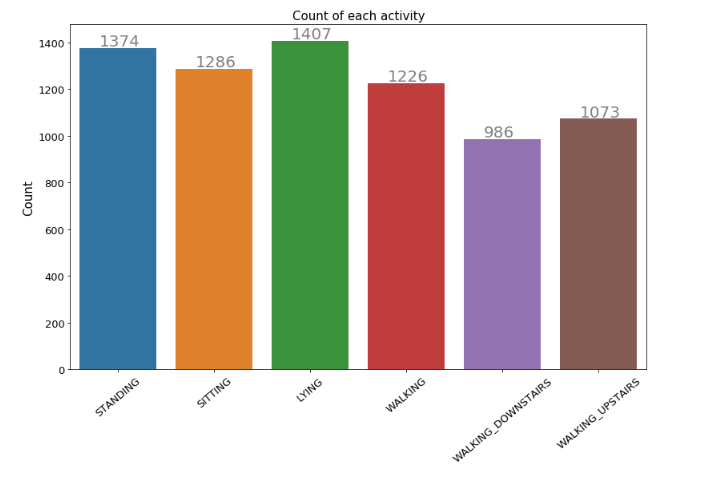 Count of each activity
1374
1286
1407
1226
986
1073
1400
1200
1000
800
600
400
200
0
Count
STANDING
SITTING
LYING
WALKING
WALKING_DOWNSTAIRS
WALKING_UPSTAIRS